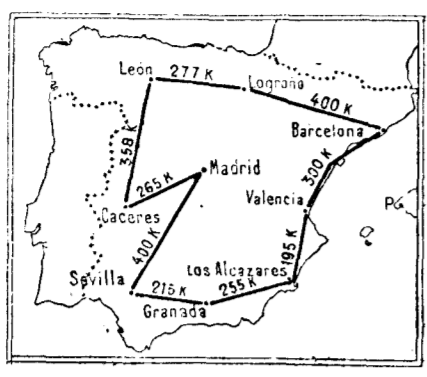 León
277 K
Logroño
400 K
Barcelona
358 K
Madrid
265 K
300 K
Caceres
Valencia
P
400 K
195 K
Los Alcazares
Sevilla
215 K
255 K
Granada